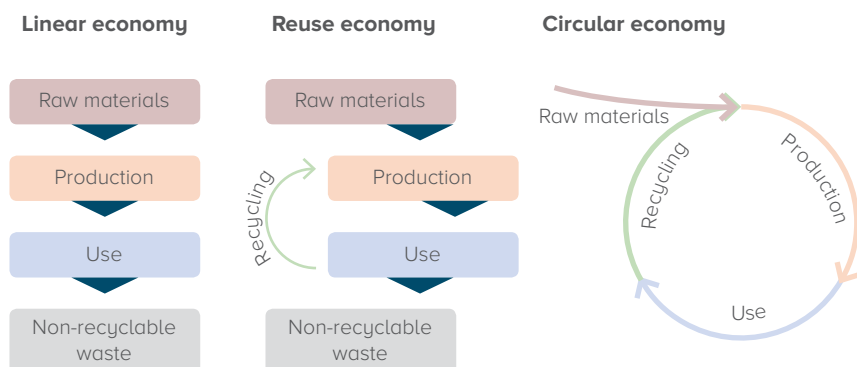 Linear economy
Raw materials
Production
Use
Non-recyclable
waste
Reuse economy
Raw materials
Production
Recycling
Use
Non-recyclable
waste
Circular economy
Raw materials
Production
Use
Recycling